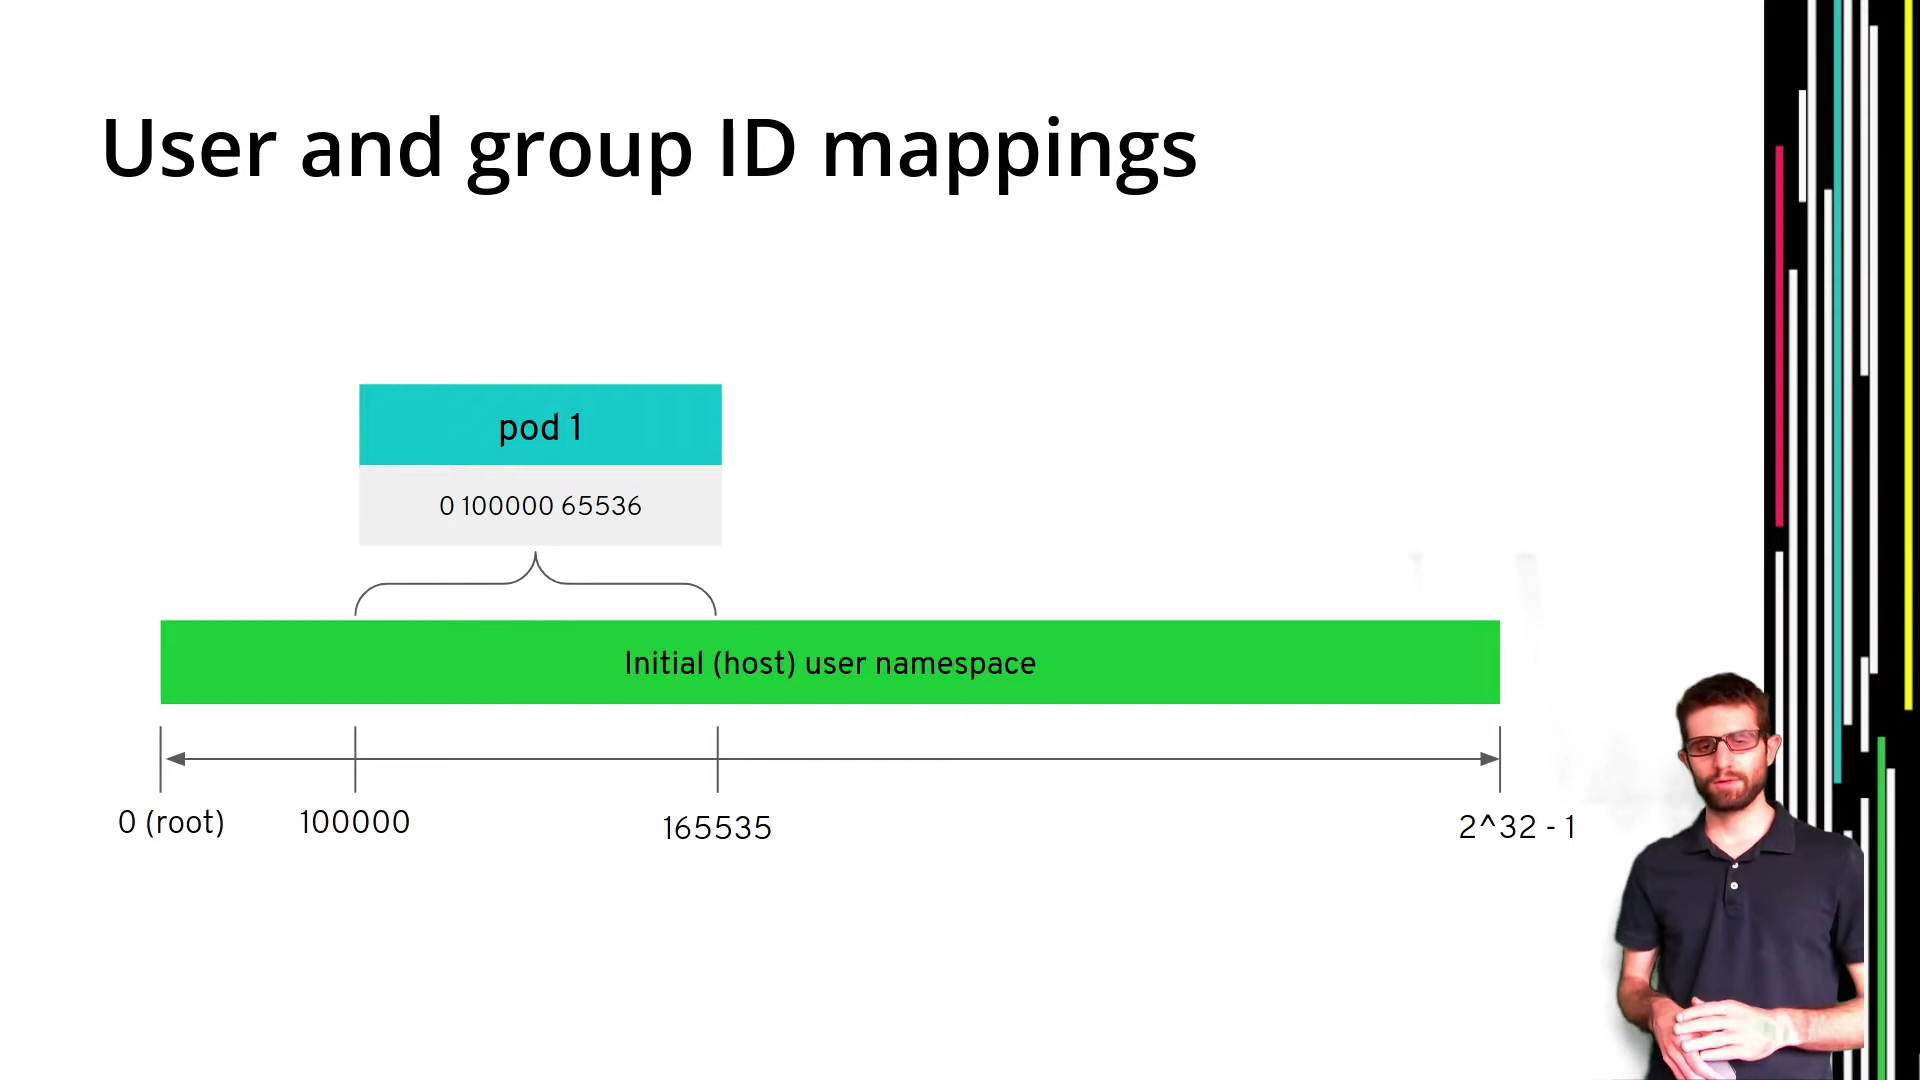 User and group ID mappings
pod 1
0 100000 65536
Initial (host) user namespace
0 (root)
100000
165535
2^32 - 1